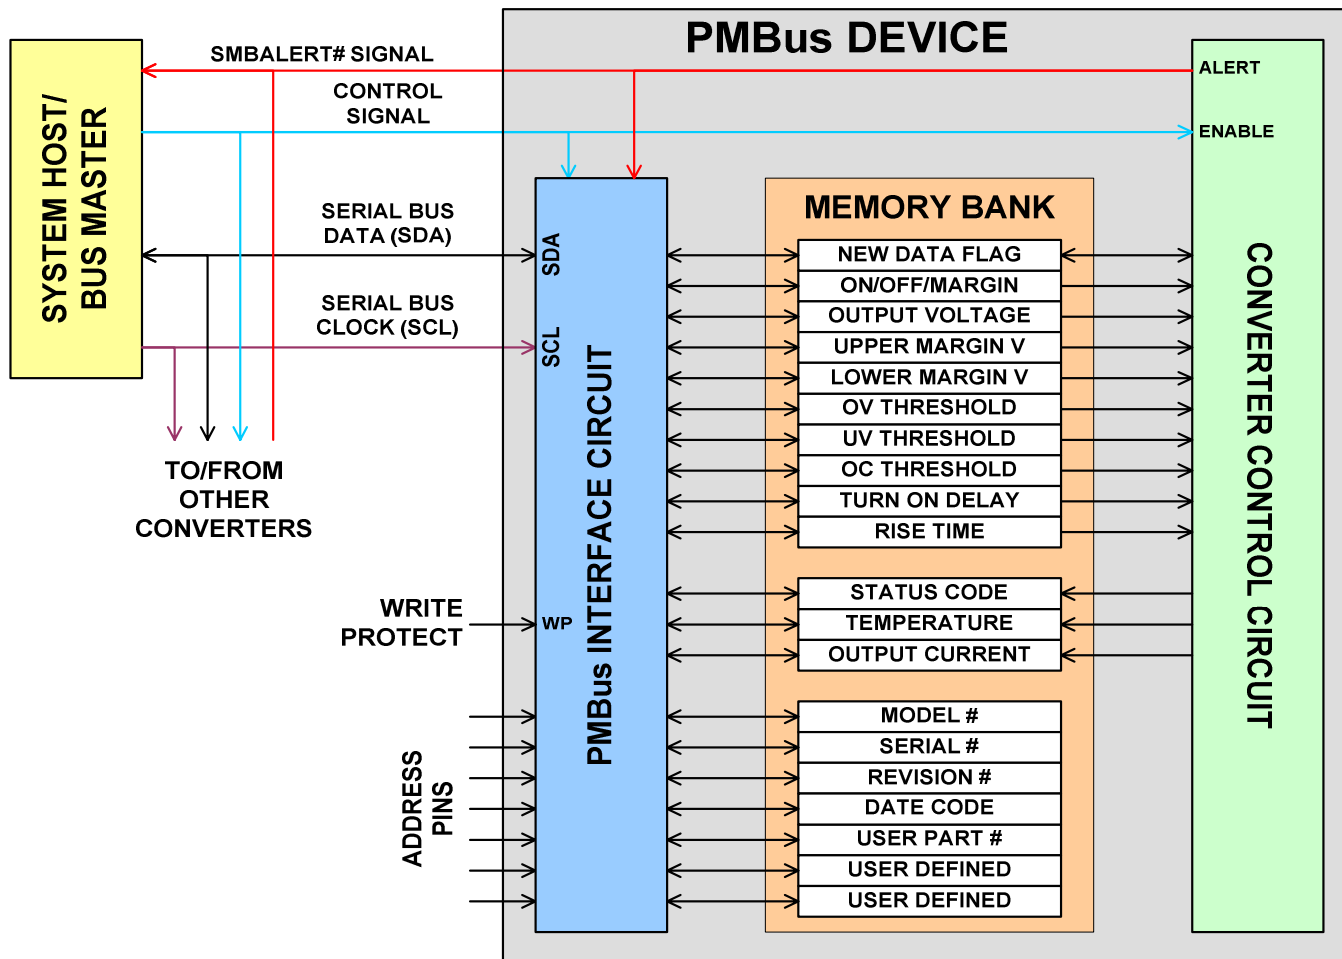 PMBus DEVICE
SYSTEM HOST/
BUS MASTER
SMBALERT# SIGNAL
CONTROL
SIGNAL
SERIAL BUS
DATA (SDA)
SERIAL BUS
CLOCK (SCL)
TO/FROM
OTHER
CONVERTERS
WRITE
PROTECT
ADDRESS
PINS
SDA
SCL
WP
PMBus INTERFACE CIRCUIT
MEMORY BANK
NEW DATA FLAG
ON/OFF/MARGIN
OUTPUT VOLTAGE
UPPER MARGIN V
LOWER MARGIN V
OV THRESHOLD
UV THRESHOLD
OC THRESHOLD
TURN ON DELAY
RISE TIME
STATUS CODE
TEMPERATURE
OUTPUT CURRENT
MODEL #
SERIAL #
REVISION #
DATE CODE
USER PART #
USER DEFINED
USER DEFINED
ALERT
ENABLE
CONVERTER CONTROL CIRCUIT